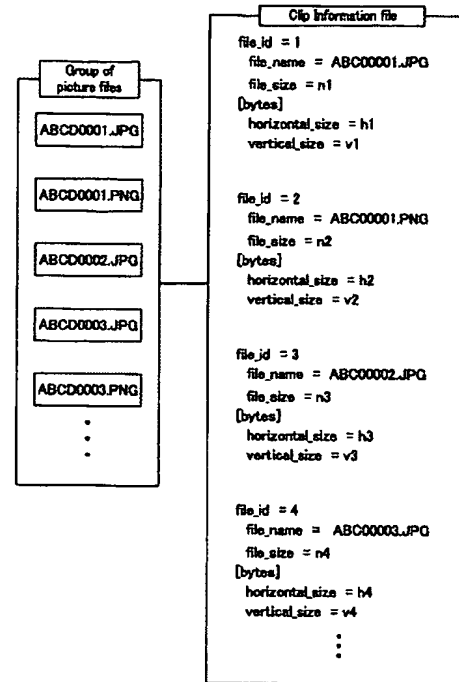 Group of
picture files
ABCD0001.JPG
ABCD0001.PNG
ABCD0002.JPG
ABCD0003.JPG
ABCD0003.PNG
Clip Information file
file_id = 1
file_name = ABC00001.JPG
file_size = n1
[bytes]
horizontal_size = h1
vertical_size = v1
file_id = 2
file_name = ABC00001.PNG
file_size = n2
[bytes]
horizontal_size = h2
vertical_size = v2
file_id = 3
file_name = ABC00002.JPG
file_size = n3
[bytes]
horizontal_size = h3
vertical_size = v3
file_id = 4
file_name = ABC00003.JPG
file_size = n4
[bytes]
horizontal_size = h4
vertical_size = v4